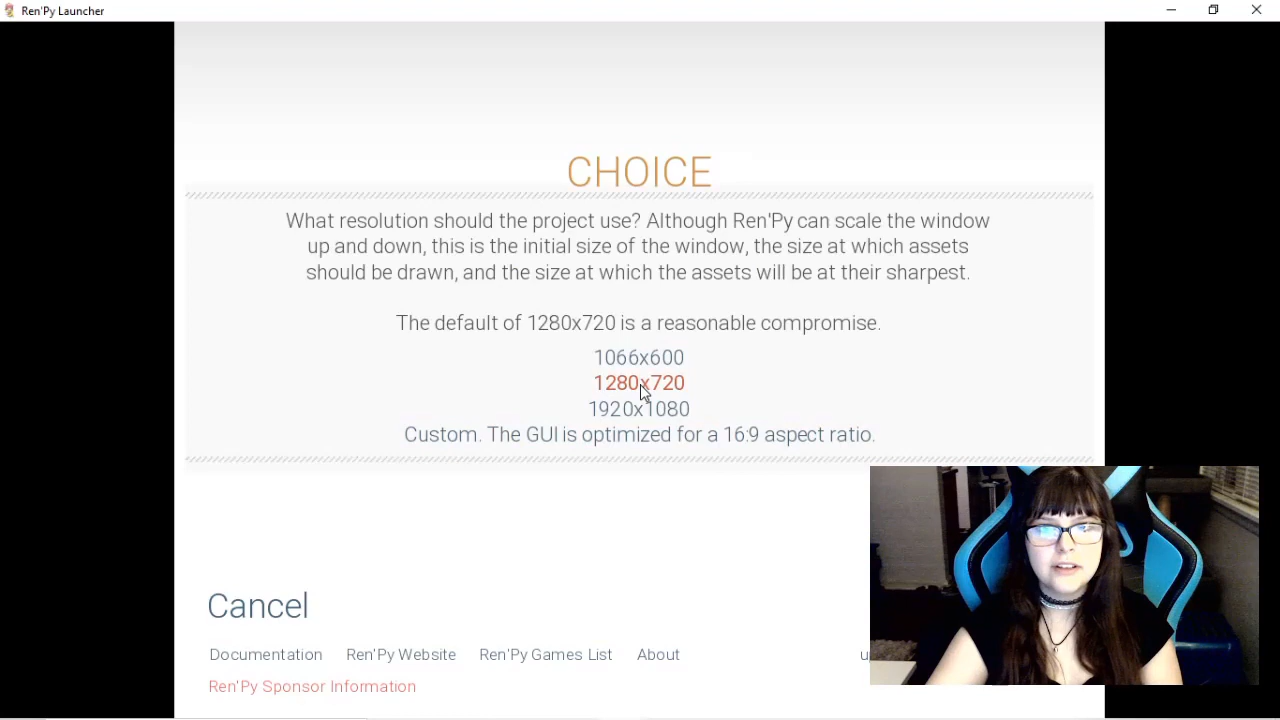 Ren'Py Launcher
CHOICE
What resolution should the project use? Although Ren'Py can scale the window
up and down, this is the initial size of the window, the size at which assets
should be drawn, and the size at which the assets will be at their sharpest.
The default of 1280x720 is a reasonable compromise.
1066x600
1280x720
1920x1080
Custom. The GUI is optimized for a 16:9 aspect ratio.
Cancel
Documentation Ren'Py Website Ren'Py Games List About
Ren'Py Sponsor Information